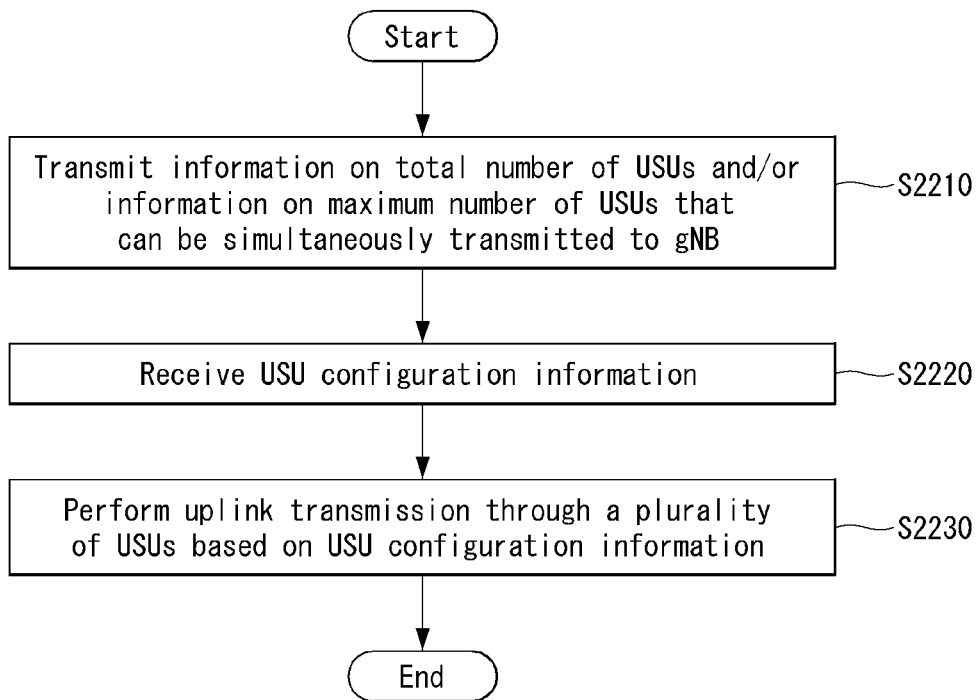 Start
Transmit information on total number of USUs and/or
information on maximum number of USUs that
can be simultaneously transmitted to gNB
S2210
Receive USU configuration information
S2220
Perform uplink transmission through a plurality
of USUs based on USU configuration information
S2230
End